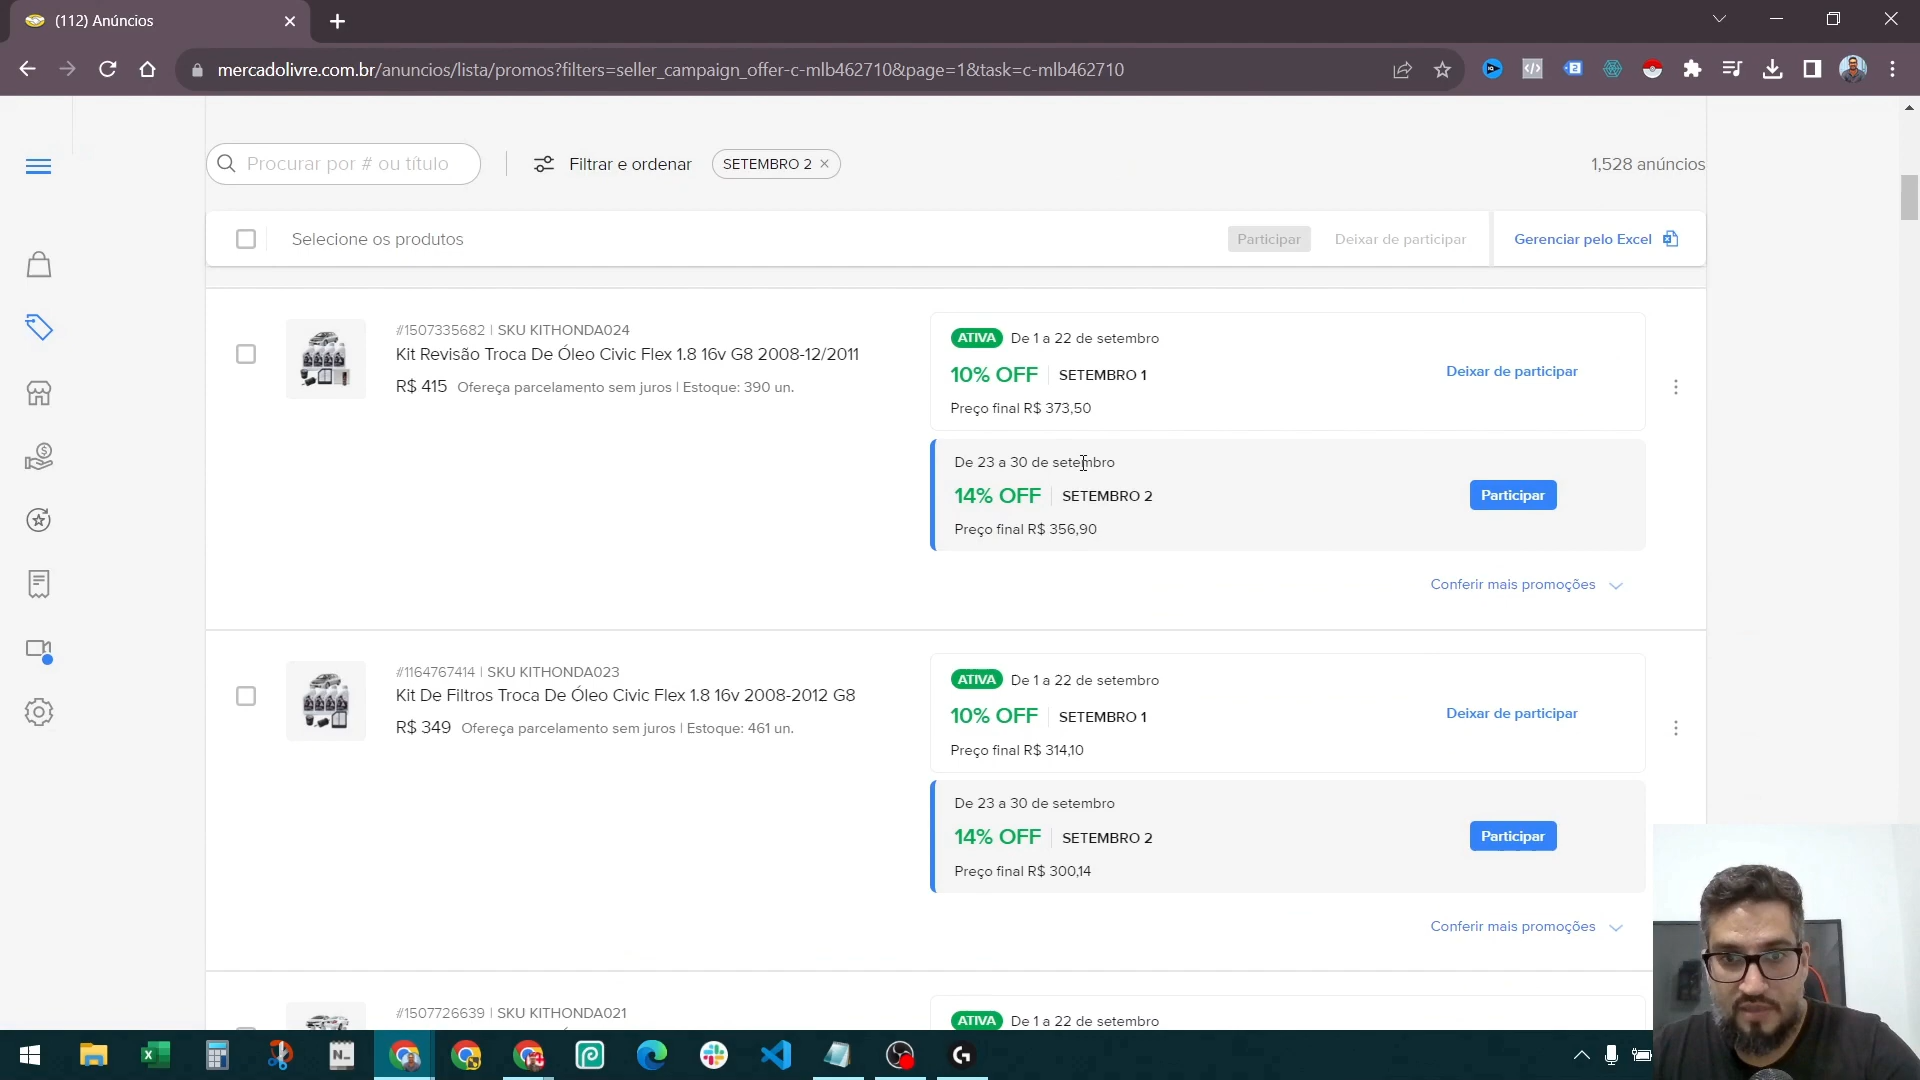 (112) Anúncios
mercadolivre.com.br/anuncios/lista/promos?filters=seller_campaign_offer-c-mlb462710&page=1&task=c-mlb462710
Procurar por # ou título
Filtrar e ordenar
SETEMBRO 2
1,528 anúncios
Selecione os produtos
Participar
Deixar de participar
Gerenciar pelo Excel
#1507335682 | SKU KITHONDA024
Kit Revisão Troca De Óleo Civic Flex 1.8 16v G8 2008-12/2011
R$ 415 Ofereça parcelamento sem juros | Estoque: 390 un.
ATIVA De 1 a 22 de setembro
10% OFF SETEMBRO 1
Preço final R$ 373,50
Deixar de participar
De 23 a 30 de setembro
14% OFF SETEMBRO 2
Preço final R$ 356,90
Participar
Conferir mais promoções
#1164767414 | SKU KITHONDA023
Kit De Filtros Troca De Óleo Civic Flex 1.8 16v 2008-2012 G8
R$ 349 Ofereça parcelamento sem juros | Estoque: 461 un.
ATIVA De 1 a 22 de setembro
10% OFF SETEMBRO 1
Preço final R$ 314,10
Deixar de participar
De 23 a 30 de setembro
14% OFF SETEMBRO 2
Preço final R$ 300,14
Participar
Conferir mais promoções
#1507726639 | SKU KITHONDA021
ATIVA De 1 a 22 de setembro